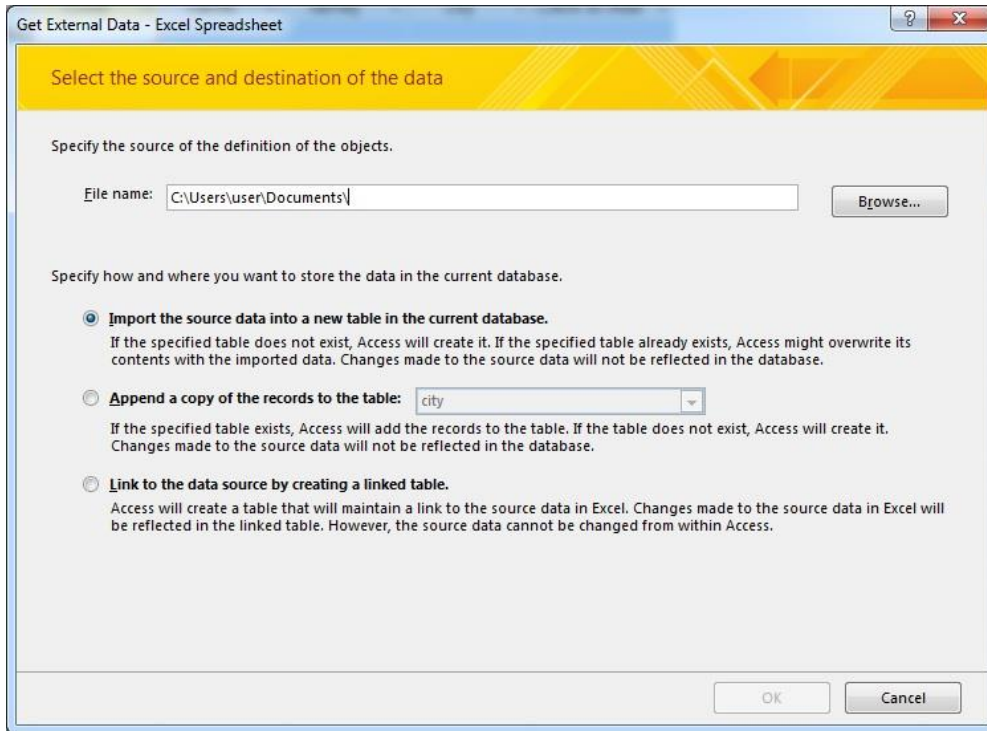 Get External Data - Excel Spreadsheet
?
Select the source and destination of the data
Specify the source of the definition of the objects.
File name: C:\Users\user\Documents\ Browse...
Specify how and where you want to store the data in the current database.
Import the source data into a new table in the current database.
If the specified table does not exist, Access will create it. If the specified table already exists, Access might overwrite its
contents with the imported data. Changes made to the source data will not be reflected in the database.
Append a copy of the records to the table: city
If the specified table exists, Access will add the records to the table. If the table does not exist, Access will create it.
Changes made to the source data will not be reflected in the database.
Link to the data source by creating a linked table.
Access will create a table that will maintain a link to the source data in Excel. Changes made to the source data in Excel will
be reflected in the linked table. However, the source data cannot be changed from within Access.
OK Cancel